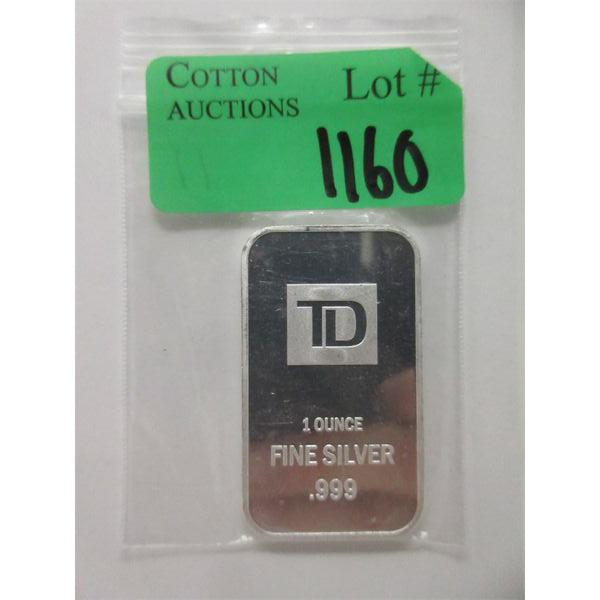 COTTON
AUCTIONS
Lot #
1160
TD
1 OUNCE
FINE SILVER
.999